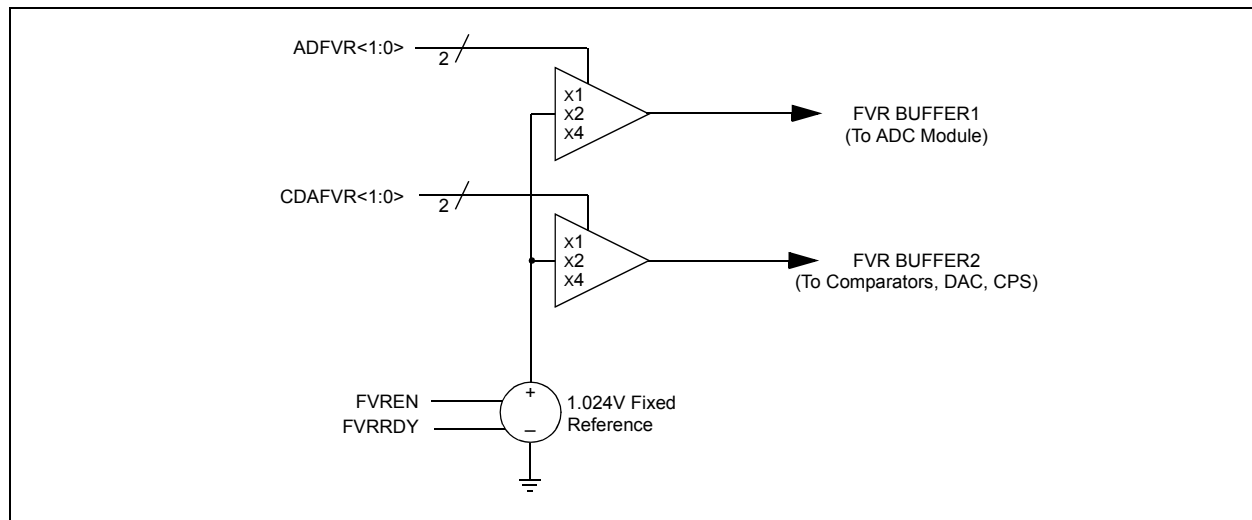 ADFVR<1:0>
2
X1
X2
X4
FVR BUFFER1
(To ADC Module)
CDAFVR<1:0>
2
X1
X2
X4
FVR BUFFER2
(To Comparators, DAC, CPS)
FVREN
FVRRDY
+
–
1.024V Fixed
Reference